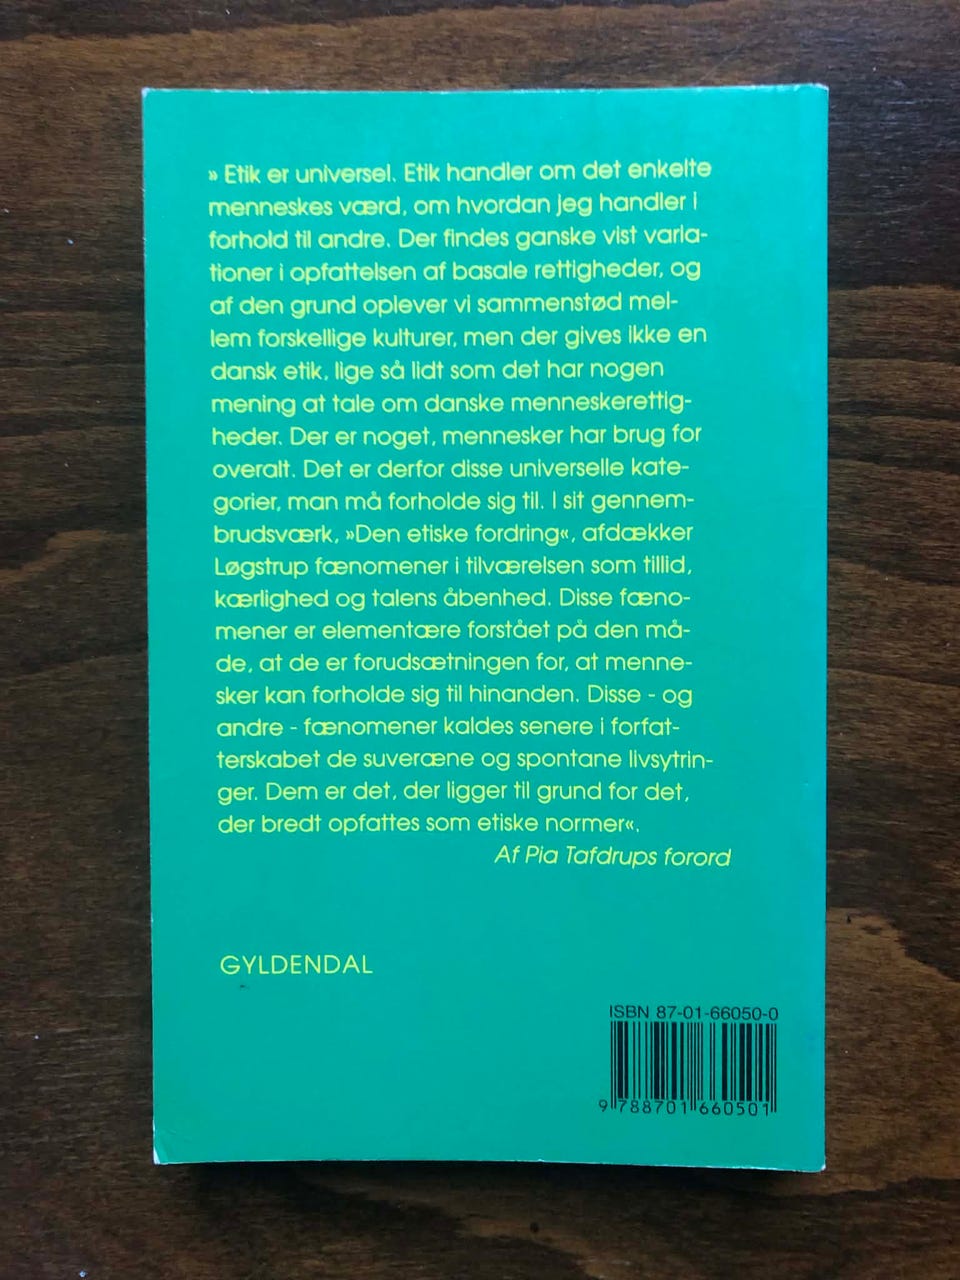 » Etik er universel. Etik handler om det enkelte
menneskes værd, om hvordan jeg handler i
forhold til andre. Der findes ganske vist varia-
tioner i opfattelsen af basale rettigheder, og
af den grund oplever vi sammenstød mel-
lem forskellige kulturer, men der gives ikke en
dansk etik, lige så lidt som det har nogen
mening at tale om danske menneskerettig-
heder. Der er noget, mennesker har brug for
overalt. Det er derfor disse universelle kate-
gorier, man må forholde sig til. I sit gennem-
brudsværk, »Den etiske fordring«, afdækker
Løgstrup fænomener i tilværelsen som tillid,
kærlighed og talens åbenhed. Disse fæno-
mener er elementære forstået på den må-
de, at de er forudsætningen for, at menne-
sker kan forholde sig til hinanden. Disse - og
andre - fænomener kaldes senere i forfat-
terskabet de suveræne og spontane livsytrin-
ger. Dem er det, der ligger til grund for det,
der bredt opfattes som etiske normer«.
Af Pia Tafdrups forord
GYLDENDAL
ISBN 87-01-66050-0
9 788701 660501